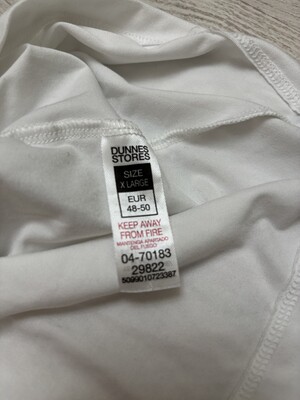 DUNNES
STORES
SIZE
X LARGE
EUR
48-50
KEEP AWAY
FROM FIRE
MANTENGA APARTADO
DEL FUEGO
04-70183
29822
5099010723387